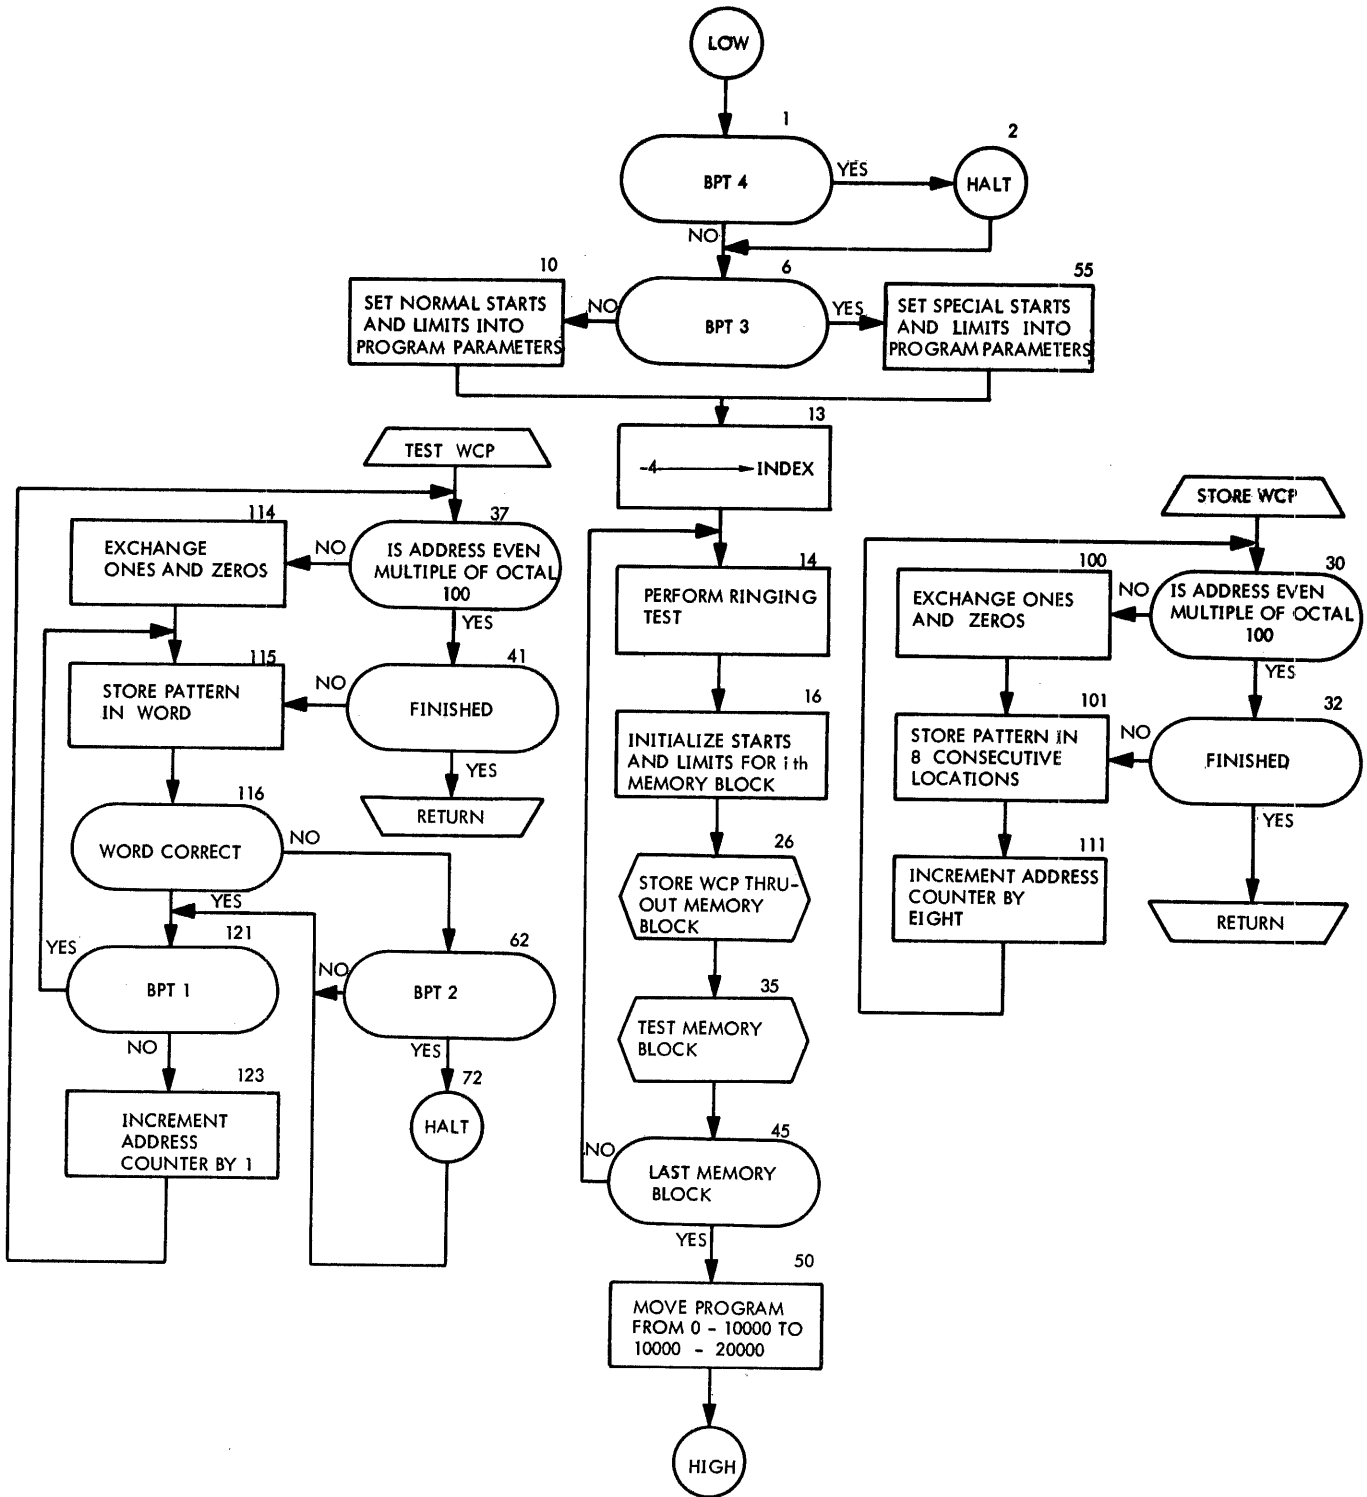 LOW
1
BPT 4
YES
2
HALT
NO
10
SET NORMAL STARTS
AND LIMITS INTO
PROGRAM PARAMETERS
NO
6
BPT 3
YES
55
SET SPECIAL STARTS
AND LIMITS INTO
PROGRAM PARAMETERS
13
-4 INDEX
14
PERFORM RINGING
TEST
16
INITIALIZE STARTS
AND LIMITS FOR i th
MEMORY BLOCK
26
STORE WCP THRU-
OUT MEMORY
BLOCK
35
TEST MEMORY
BLOCK
45
NO
LAST MEMORY
BLOCK
YES
50
MOVE PROGRAM
FROM 0 - 10000 TO
10000 - 20000
HIGH
TEST WCP
37
IS ADDRESS EVEN
MULTIPLE OF OCTAL
100
NO
114
EXCHANGE
ONES AND ZEROS
YES
41
FINISHED
NO
115
STORE PATTERN
IN WORD
YES
RETURN
116
WORD CORRECT
NO
YES
121
YES
BPT 1
62
NO
BPT 2
NO
YES
123
INCREMENT
ADDRESS
COUNTER BY 1
72
HALT
STORE WCP
30
IS ADDRESS EVEN
MULTIPLE OF OCTAL
100
NO
100
EXCHANGE ONES
AND ZEROS
YES
32
FINISHED
NO
101
STORE PATTERN IN
8 CONSECUTIVE
LOCATIONS
YES
111
INCREMENT ADDRESS
COUNTER BY
EIGHT
RETURN